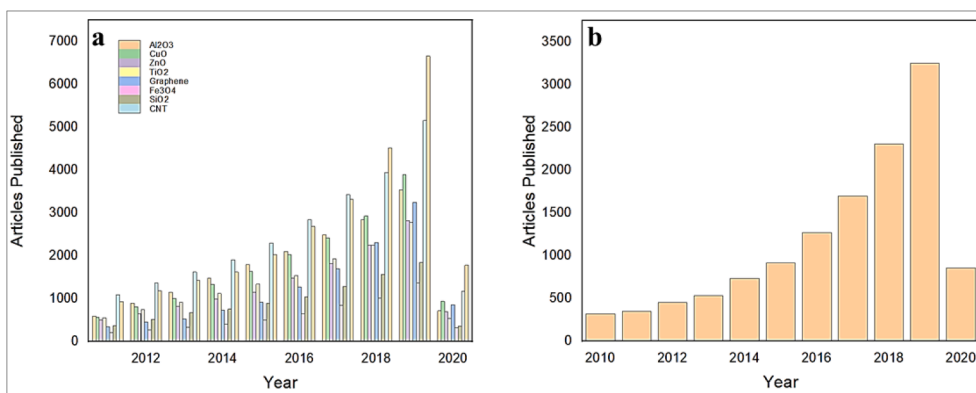 a
Al2O3
CuO
ZnO
TiO2
Graphene
Fe3O4
SiO2
CNT
7000
6000
5000
4000
3000
2000
1000
0
Articles Published
2012 2014 2016 2018 2020
Year
b
3500
3000
2500
2000
1500
1000
500
0
Articles Published
2010 2012 2014 2016 2018 2020
Year